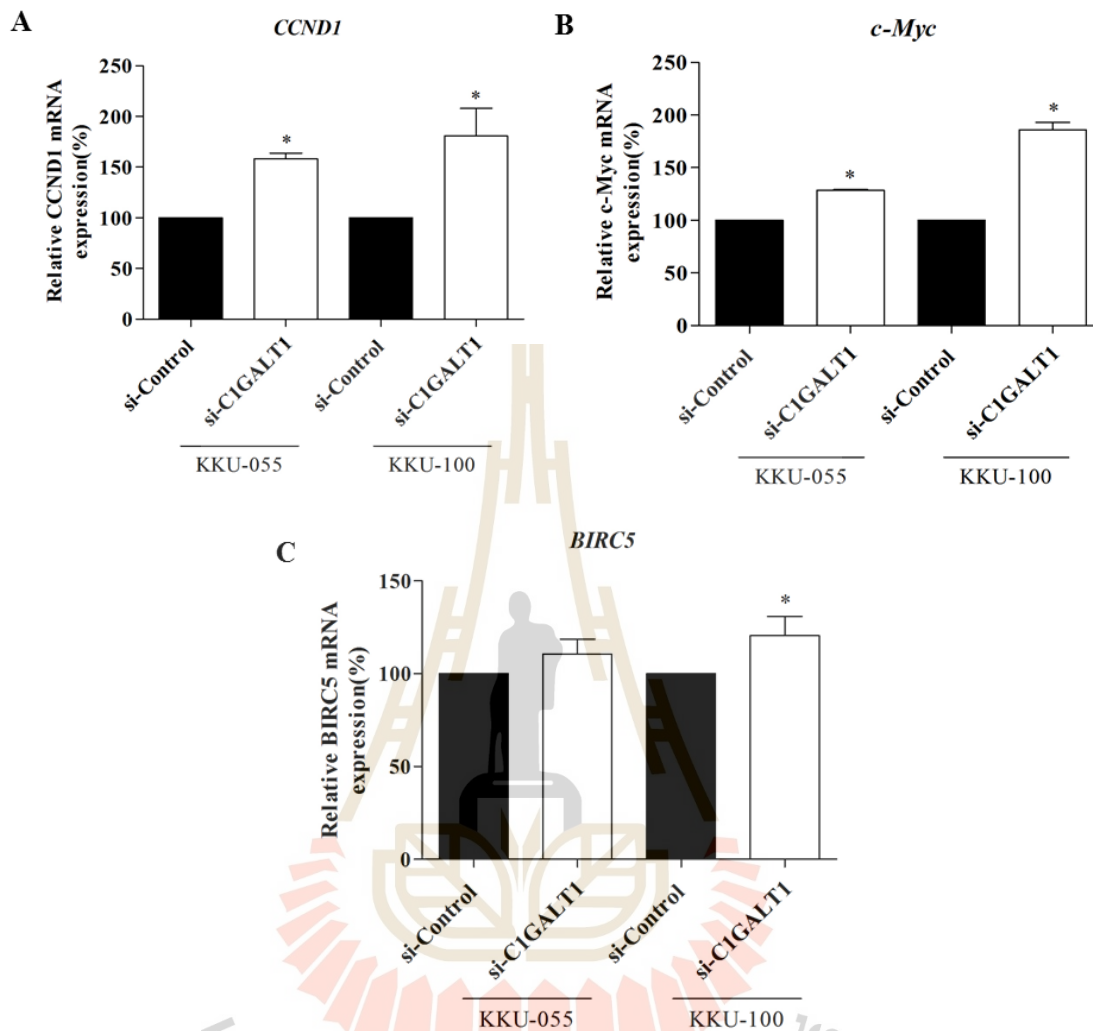 A
CCND1
Relative CCND1 mRNA
expression(%)
250
200
150
100
50
0
*
*
si-Control
si-C1GALT1
si-Control
si-C1GALT1
KKU-055
KKU-100
B
c-Myc
Relative c-Myc mRNA
expression(%)
250
200
150
100
50
0
*
*
si-Control
si-C1GALT1
si-Control
si-C1GALT1
KKU-055
KKU-100
C
BIRC5
Relative BIRC5 mRNA
expression(%)
150
100
50
0
*
si-Control
si-C1GALT1
si-Control
si-C1GALT1
KKU-055
KKU-100